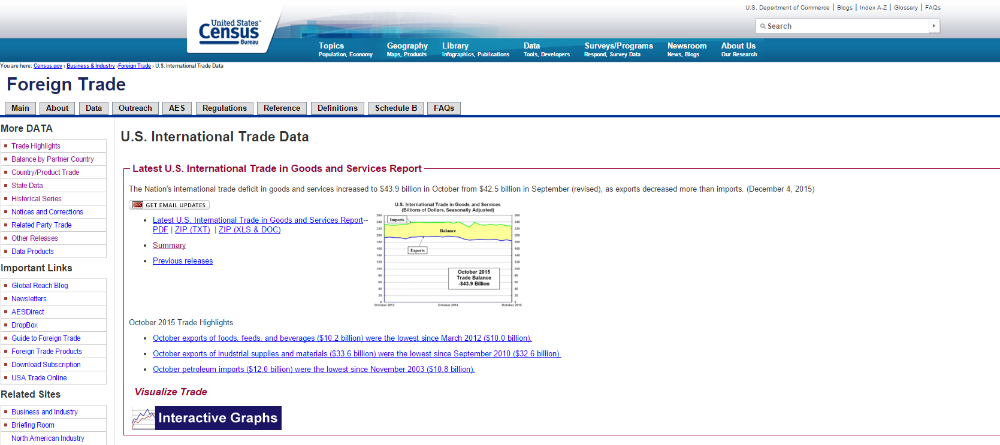 U.S. Department of Commerce | Blogs | Index A-Z | Glossary | FAQs
United States™
Census
Bureau
Search
Topics
Population, Economy
Geography
Maps, Products
Library
Infographics, Publications
Data
Tools, Developers
Surveys/Programs
Respond, Survey Data
Newsroom
News, Blogs
About Us
Our Research
You are here: Census.gov › Business & Industry ›Foreign Trade › U.S. International Trade Data
Foreign Trade
Main
About
Data
Outreach
AES
Regulations
Reference
Definitions
Schedule B
FAQs
More DATA
Trade Highlights
Balance by Partner Country
Country/Product Trade
State Data
Historical Series
Notices and Corrections
Related Party Trade
Other Releases
Data Products
Important Links
Global Reach Blog
Newsletters
AESDirect
DropBox
Guide to Foreign Trade
Foreign Trade Products
Download Subscription
USA Trade Online
Related Sites
Business and Industry
Briefing Room
North American Industry
U.S. International Trade Data
Latest U.S. International Trade in Goods and Services Report
The Nation's international trade deficit in goods and services increased to $43.9 billion in October from $42.5 billion in September (revised), as exports decreased more than imports. (December 4, 2015)
GET EMAIL UPDATES
Latest U.S. International Trade in Goods and Services Report--
PDF | ZIP (TXT) | ZIP (XLS & DOC)
Summary
Previous releases
U.S. International Trade in Goods and Services
(Billions of Dollars, Seasonally Adjusted)
260 260
240 240
220 220
200 200
180 180
160 160
140 140
120 120
100 100
80 80
60 60
40 40
20 20
0 0
Imports
Balance
Exports
October 2015
Trade Balance
-$43.9 Billion
October 2013 October 2014 October 2015
October 2015 Trade Highlights
October exports of foods, feeds, and beverages ($10.2 billion) were the lowest since March 2012 ($10.0 billion).
October exports of inudstrial supplies and materials ($33.6 billion) were the lowest since September 2010 ($32.6 billion).
October petroleum imports ($12.0 billion) were the lowest since November 2003 ($10.8 billion).
Visualize Trade
Interactive Graphs